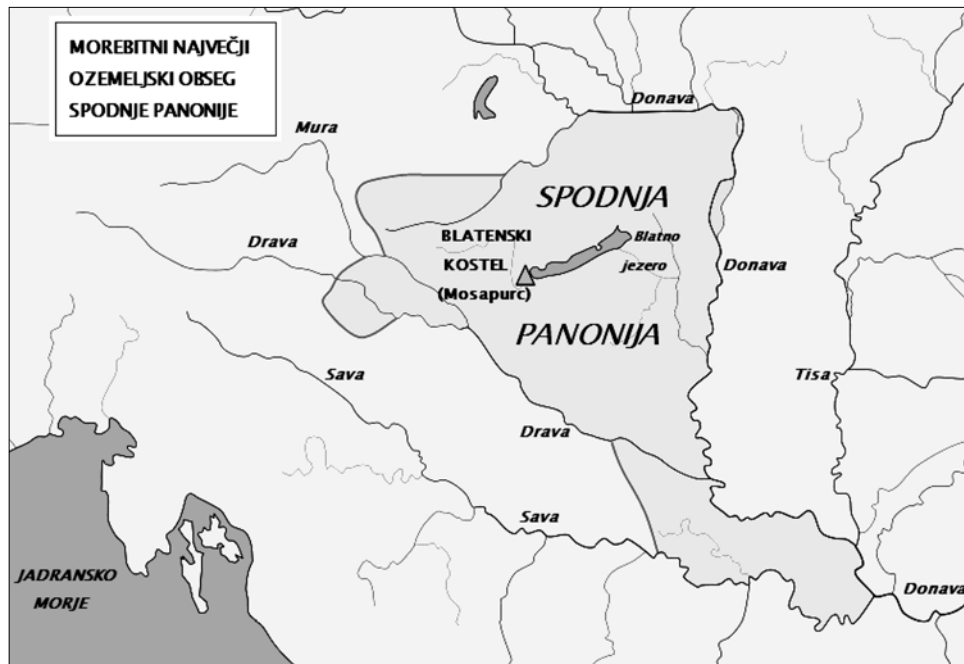 MOREBITNI NAJVEČJI
OZEMELJSKI OBSEG
SPODNJE PANONIJE
Donava
Mura
SPODNJA
BLATENSKI
Blatno
Drava
KOSTEL
jezero
Donava
(Mosapurc)
PANONIJA
Sava
Tisa
Drava
Sava
JADRANSKO
MORJE
Donava